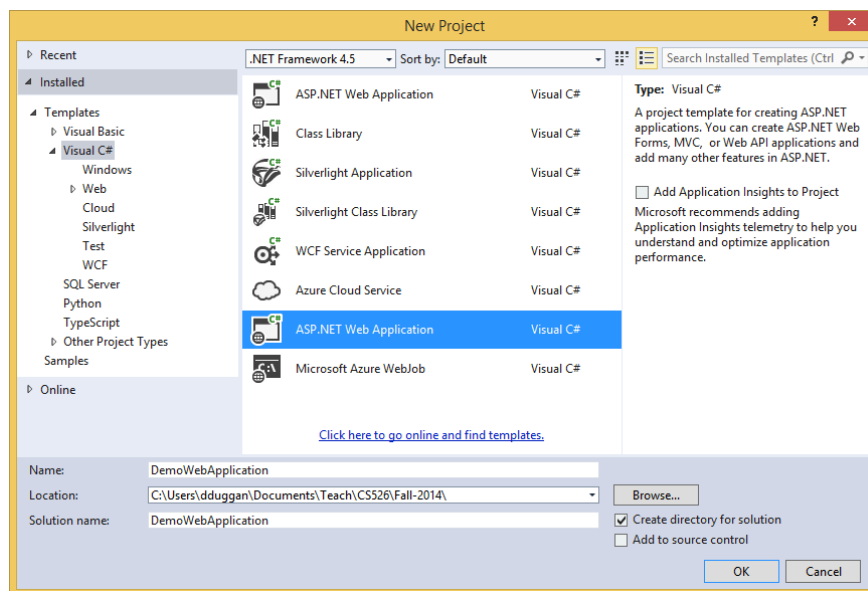 New Project
?
Recent
Installed
Templates
Visual Basic
Visual C#
Windows
Web
Cloud
Silverlight
Test
WCF
SQL Server
Python
TypeScript
Other Project Types
Samples
Online
.NET Framework 4.5
Sort by: Default
Search Installed Templates (Ctrl
ASP.NET Web Application Visual C#
Class Library Visual C#
Silverlight Application Visual C#
Silverlight Class Library Visual C#
WCF Service Application Visual C#
Azure Cloud Service Visual C#
ASP.NET Web Application Visual C#
Microsoft Azure WebJob Visual C#
Click here to go online and find templates.
Type: Visual C#
A project template for creating ASP.NET
applications. You can create ASP.NET Web
Forms, MVC, or Web API applications and
add many other features in ASP.NET.
Add Application Insights to Project
Microsoft recommends adding
Application Insights telemetry to help you
understand and optimize application
performance.
Name: DemoWebApplication
Location: C:\Users\dduggan\Documents\Teach\CS526\Fall-2014\
Browse...
Solution name: DemoWebApplication
Create directory for solution
Add to source control
OK
Cancel